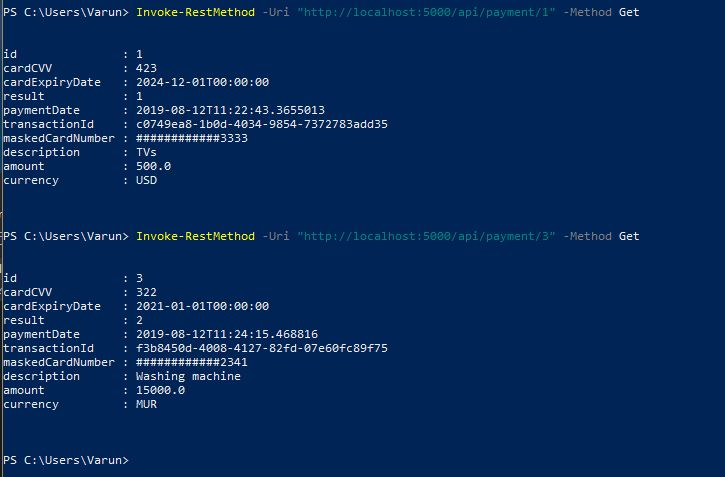 PS C:\Users\Varun> Invoke-RestMethod -Uri "http://localhost:5000/api/payment/1" -Method Get
id : 1
cardCVV : 423
cardExpiryDate : 2024-12-01T00:00:00
result : 1
paymentDate : 2019-08-12T11:22:43.3655013
transactionId : c0749ea8-1b0d-4034-9854-7372783add35
maskedCardNumber : ############3333
description : TVs
amount : 500.0
currency : USD
PS C:\Users\Varun> Invoke-RestMethod -Uri "http://localhost:5000/api/payment/3" -Method Get
id : 3
cardCVV : 322
cardExpiryDate : 2021-01-01T00:00:00
result : 2
paymentDate : 2019-08-12T11:24:15.468816
transactionId : f3b8450d-4008-4127-82fd-07e60fc89f75
maskedCardNumber : ############2341
description : Washing machine
amount : 15000.0
currency : MUR
PS C:\Users\Varun>